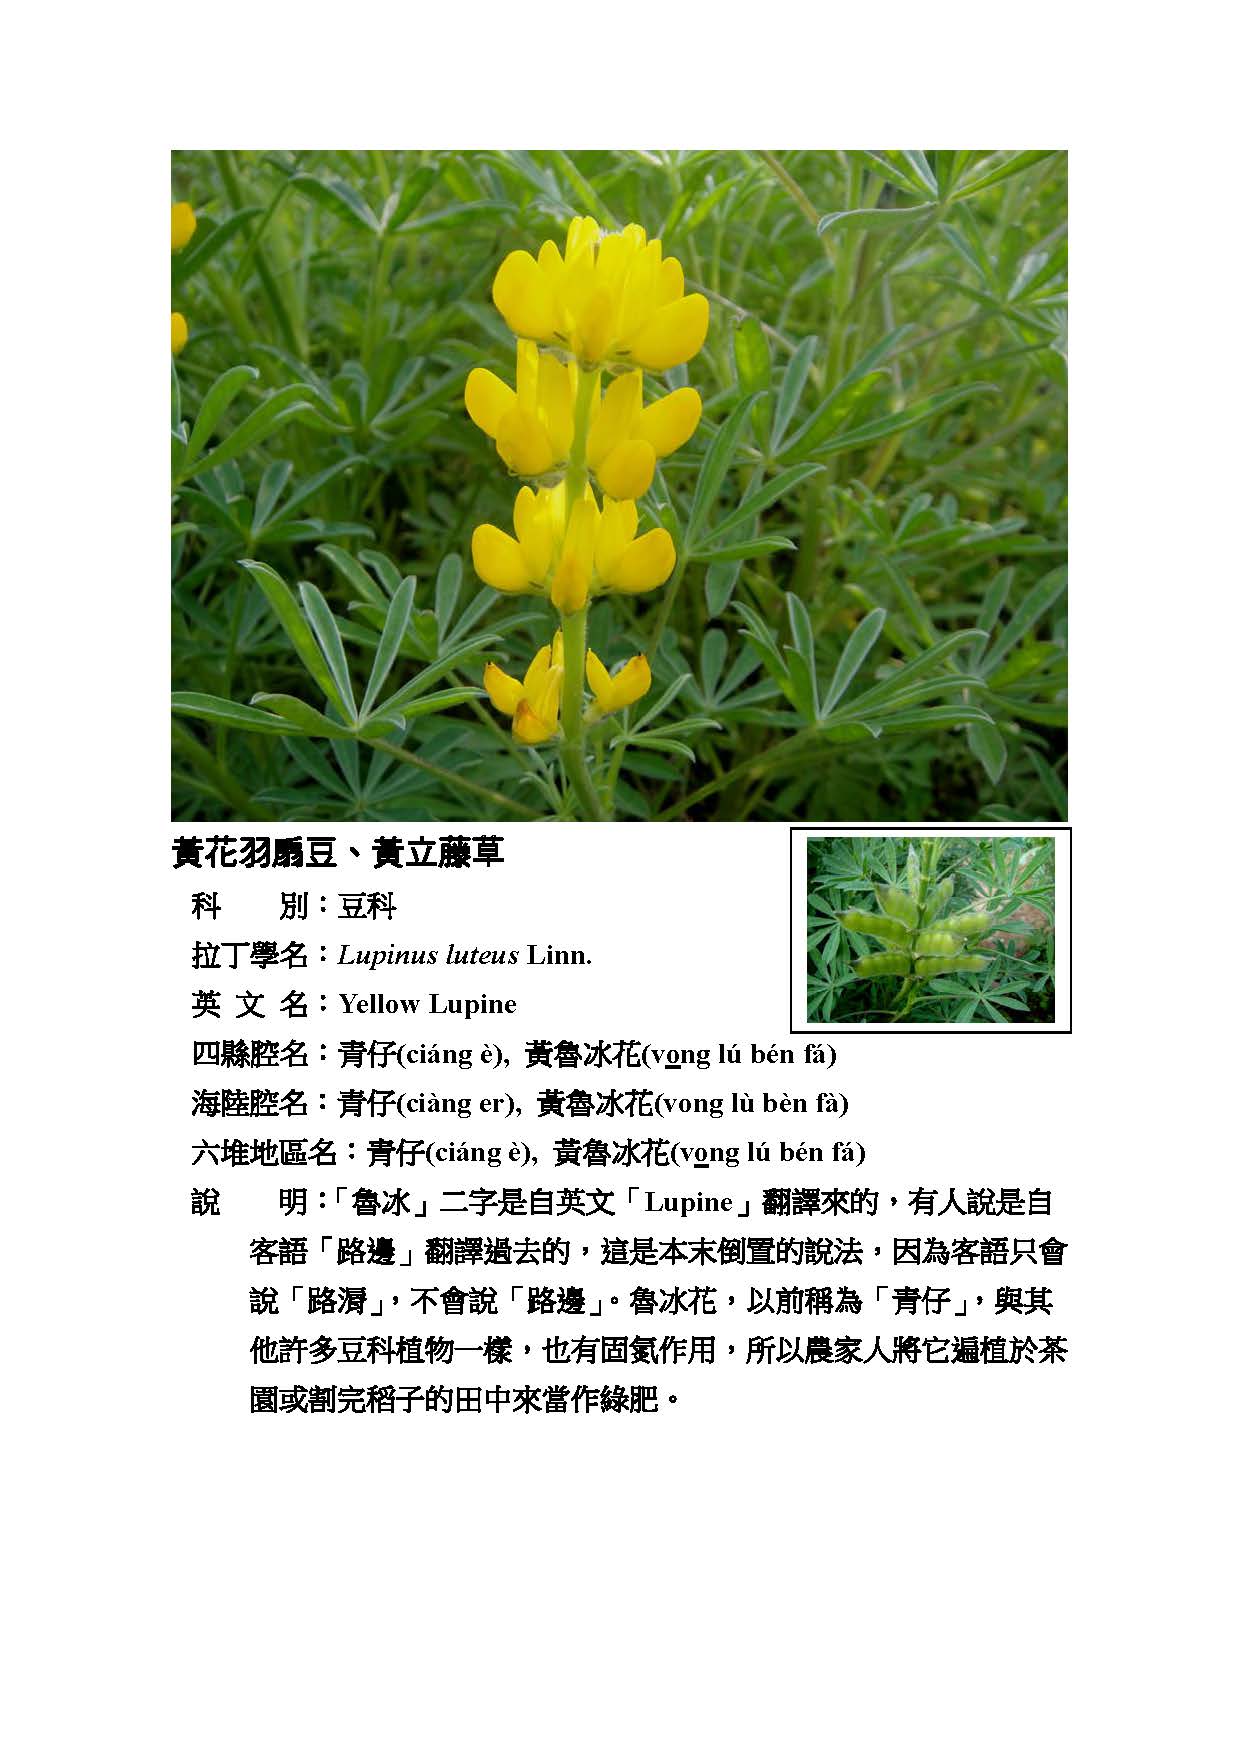 黃花羽扇豆、黃立藤草
科　　別：豆科
拉丁學名：Lupinus luteus Linn.
英 文 名：Yellow Lupine
四縣腔名：青仔(ciáng è), 黃魯冰花(vong lú bén fá)
海陸腔名：青仔(ciàng er), 黃魯冰花(vong lù bèn fà)
六堆地區名：青仔(ciáng è), 黃魯冰花(vong lú bén fá)
說　　明：「魯冰」二字是自英文「Lupine」翻譯來的，有人說是自
客語「路邊」翻譯過去的，這是本末倒置的說法，因為客語只會
說「路漘」，不會說「路邊」。魯冰花，以前稱為「青仔」，與其
他許多豆科植物一樣，也有固氮作用，所以農家人將它遍植於茶
園或割完稻子的田中來當作綠肥。